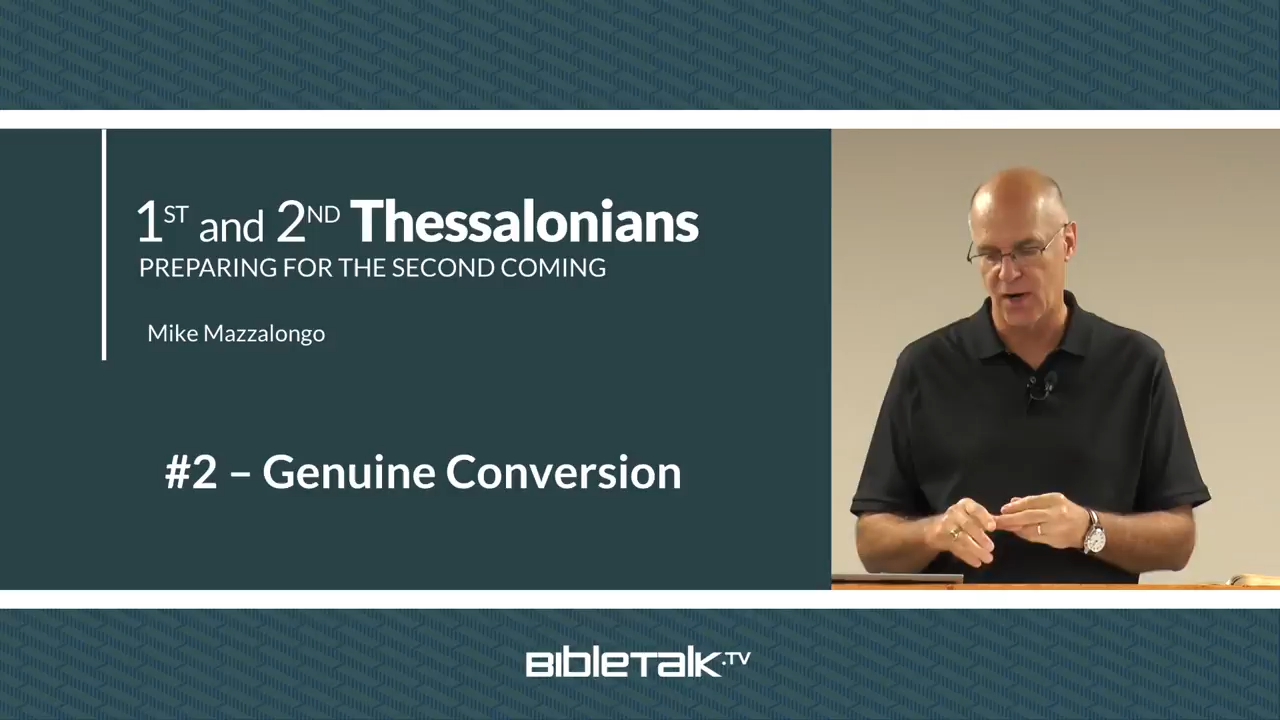 1ST and 2ND Thessalonians
PREPARING FOR THE SECOND COMING
Mike Mazzalongo
#2 – Genuine Conversion
BIBLETALK.TV